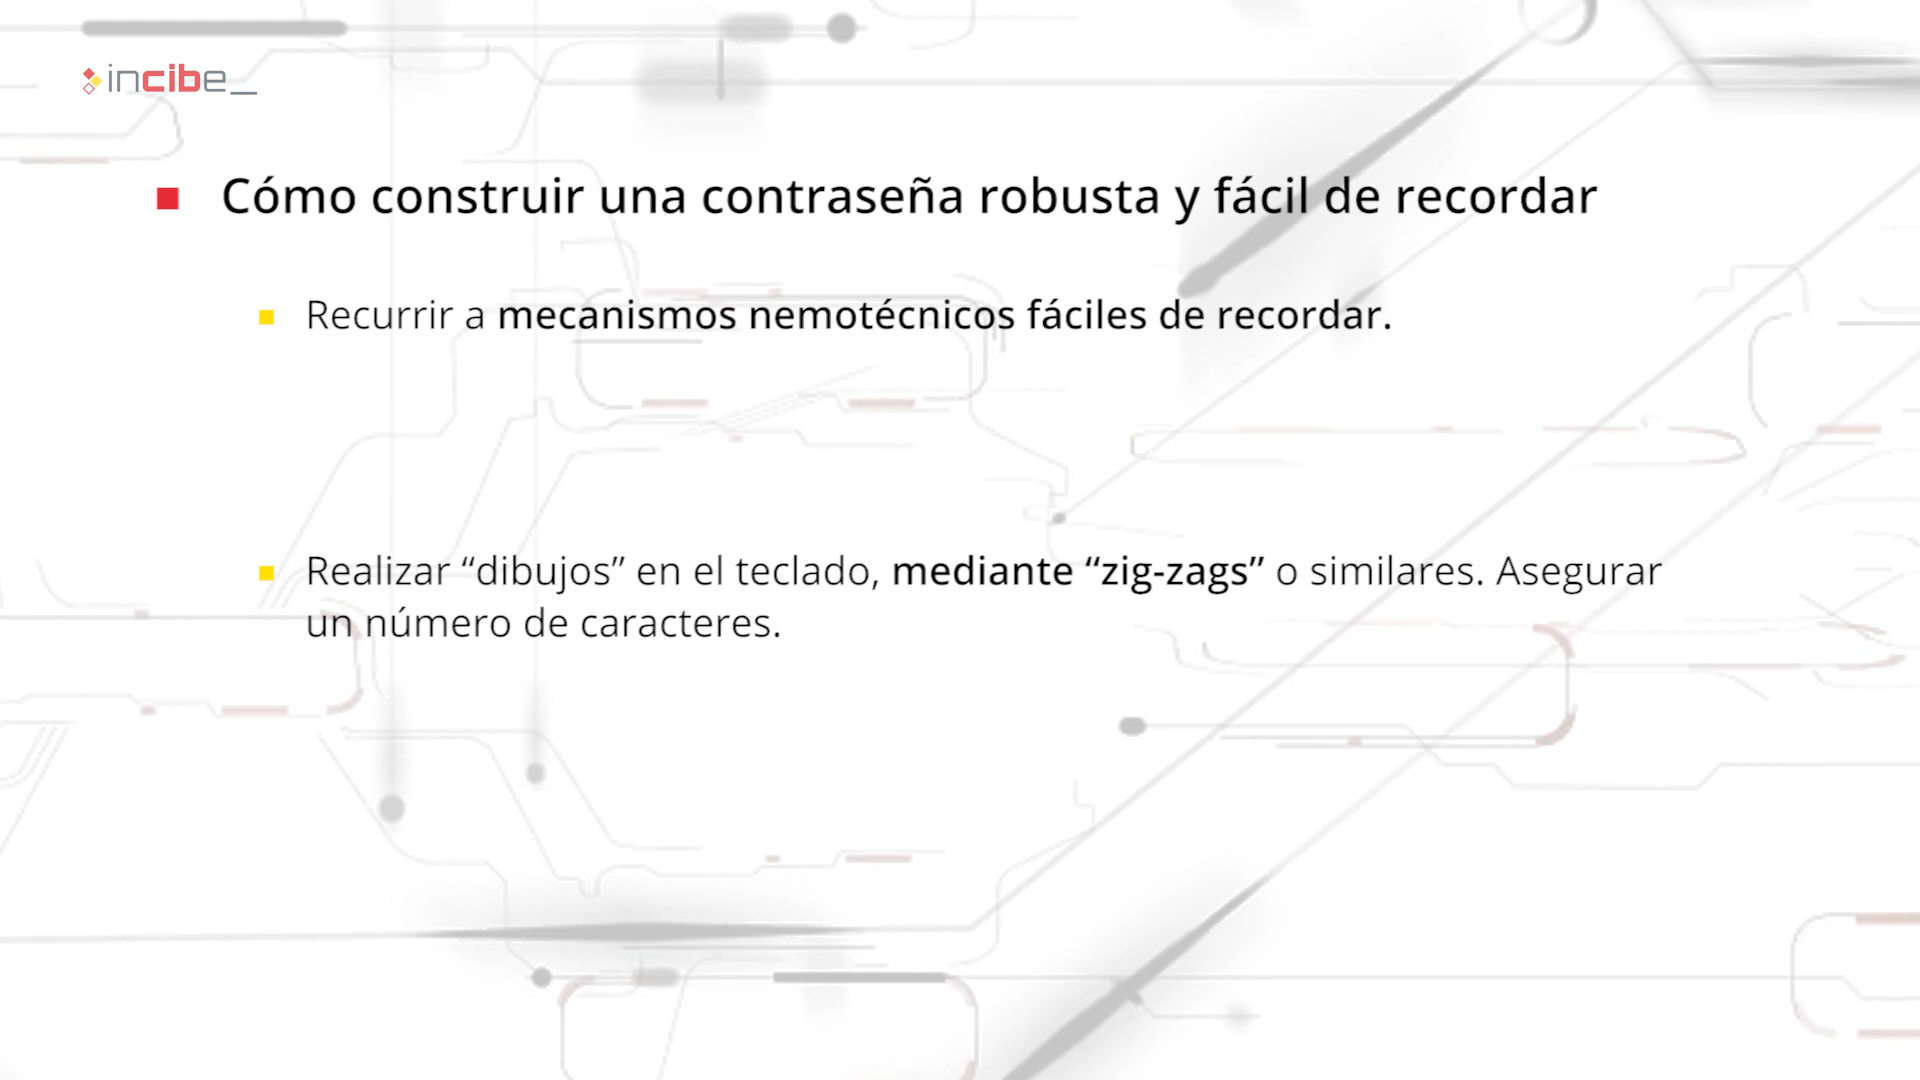 incibe_
Cómo construir una contraseña robusta y fácil de recordar
Recurrir a mecanismos nemotécnicos fáciles de recordar.
Realizar “dibujos” en el teclado, mediante “zig-zags” o similares. Asegurar
un número de caracteres.